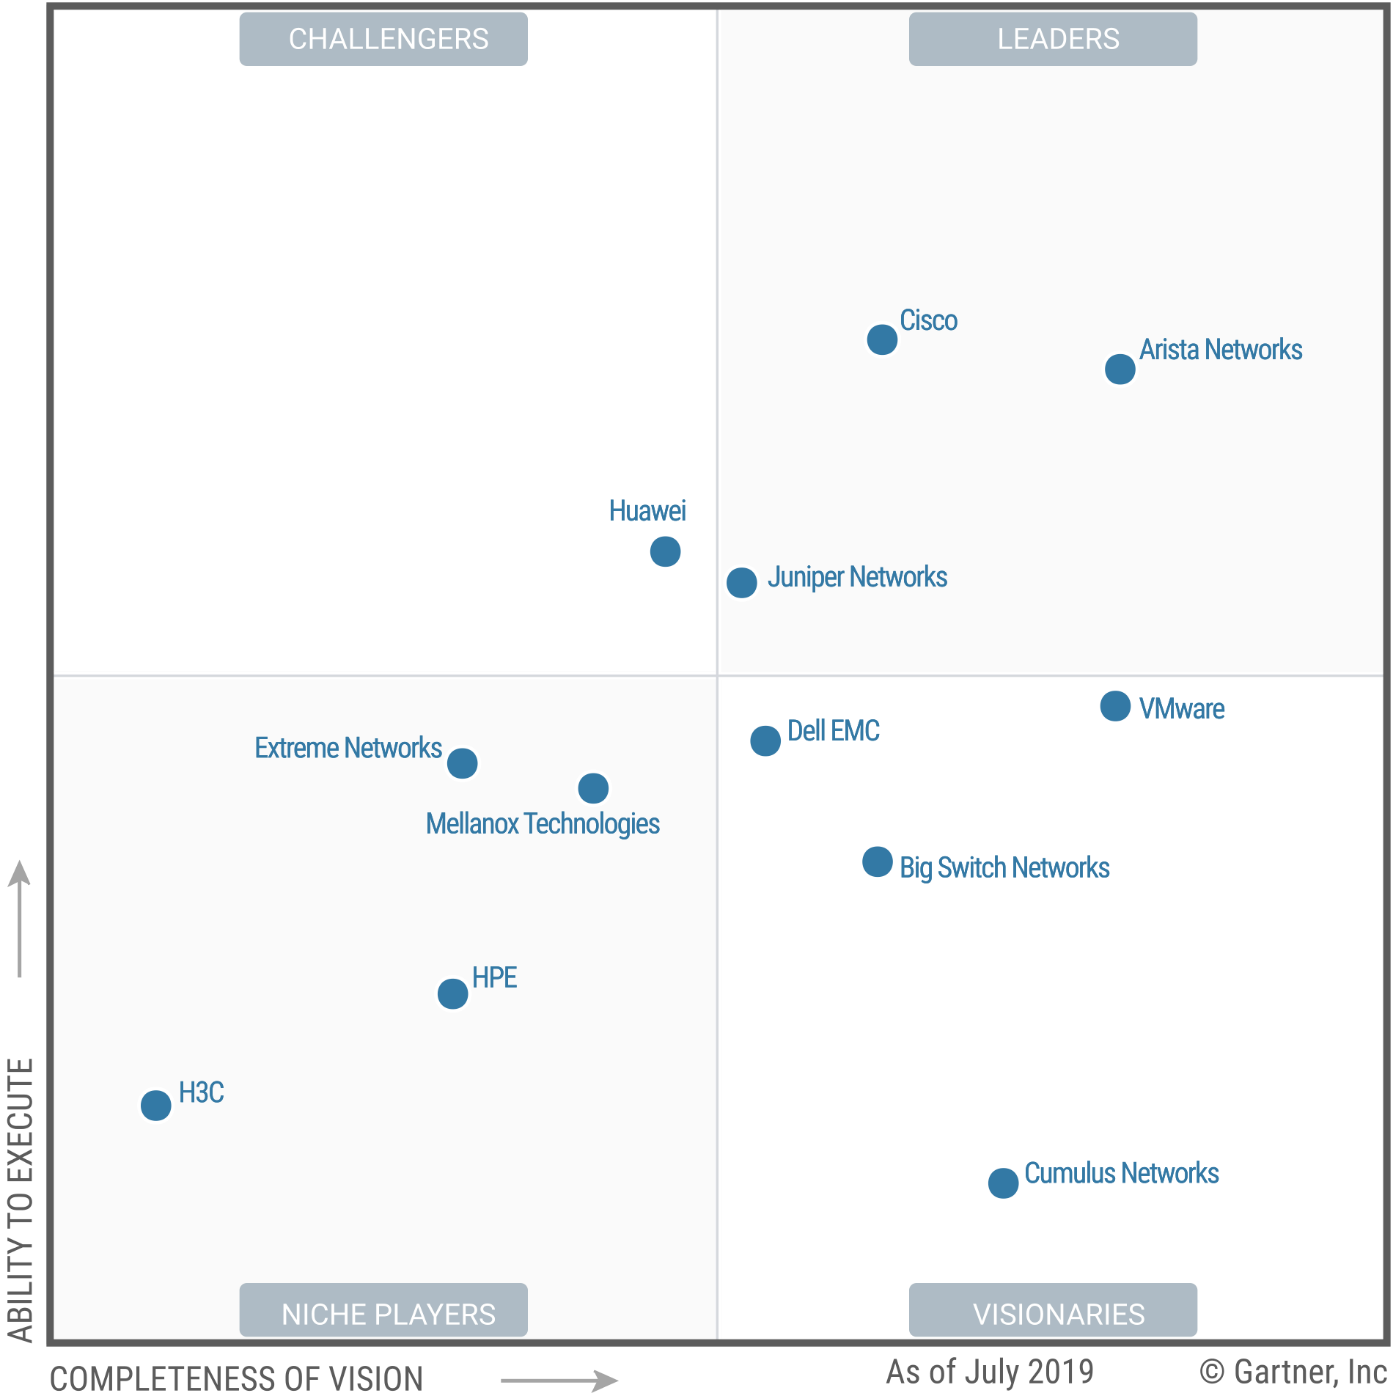 CHALLENGERS
LEADERS
Cisco
Arista Networks
Huawei
Juniper Networks
VMware
Dell EMC
Extreme Networks
Mellanox Technologies
Big Switch Networks
HPE
H3C
Cumulus Networks
NICHE PLAYERS
VISIONARIES
ABILITY TO EXECUTE
COMPLETENESS OF VISION
As of July 2019
© Gartner, Inc